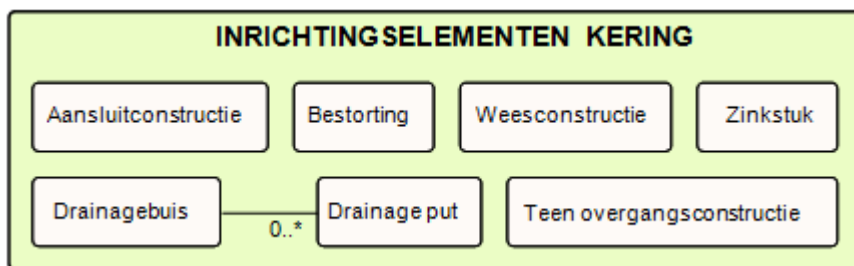 INRICHTINGSELEMENTEN KERING
Aansluitconstructie
Bestorting
Weesconstructie
Zinkstuk
Drainagebuis
0..*
Drainage put
Teen overgangsconstructie